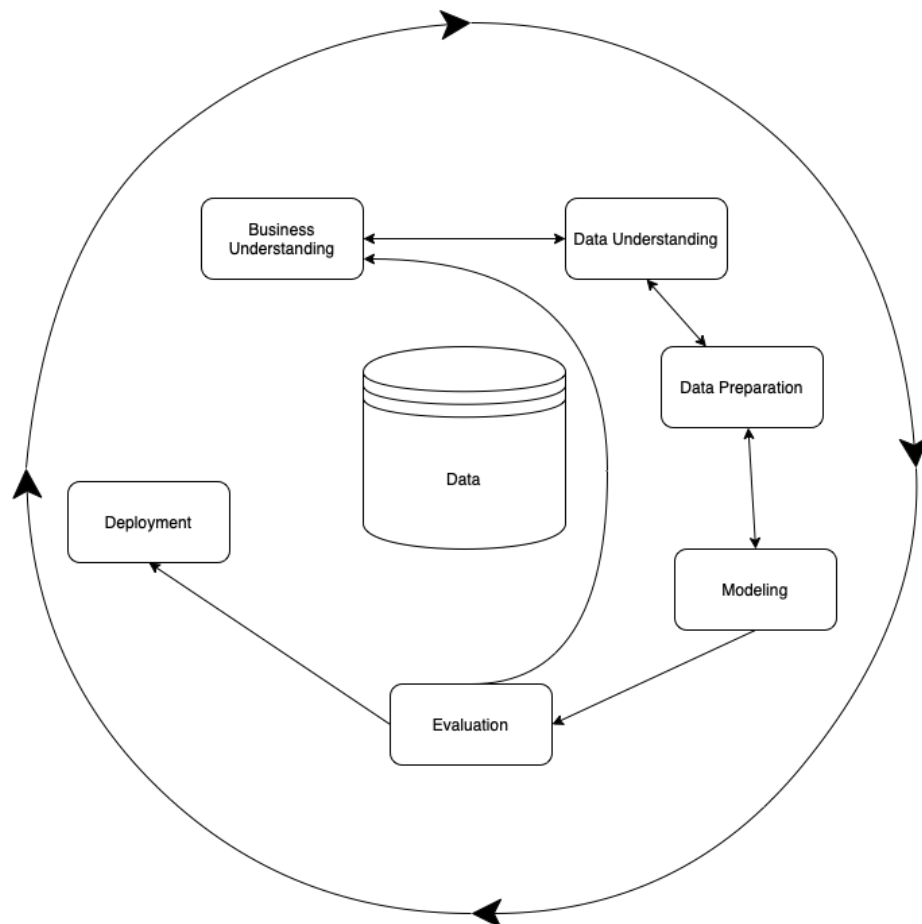 Business
Understanding
Data Understanding
Data Preparation
Data
Deployment
Modeling
Evaluation